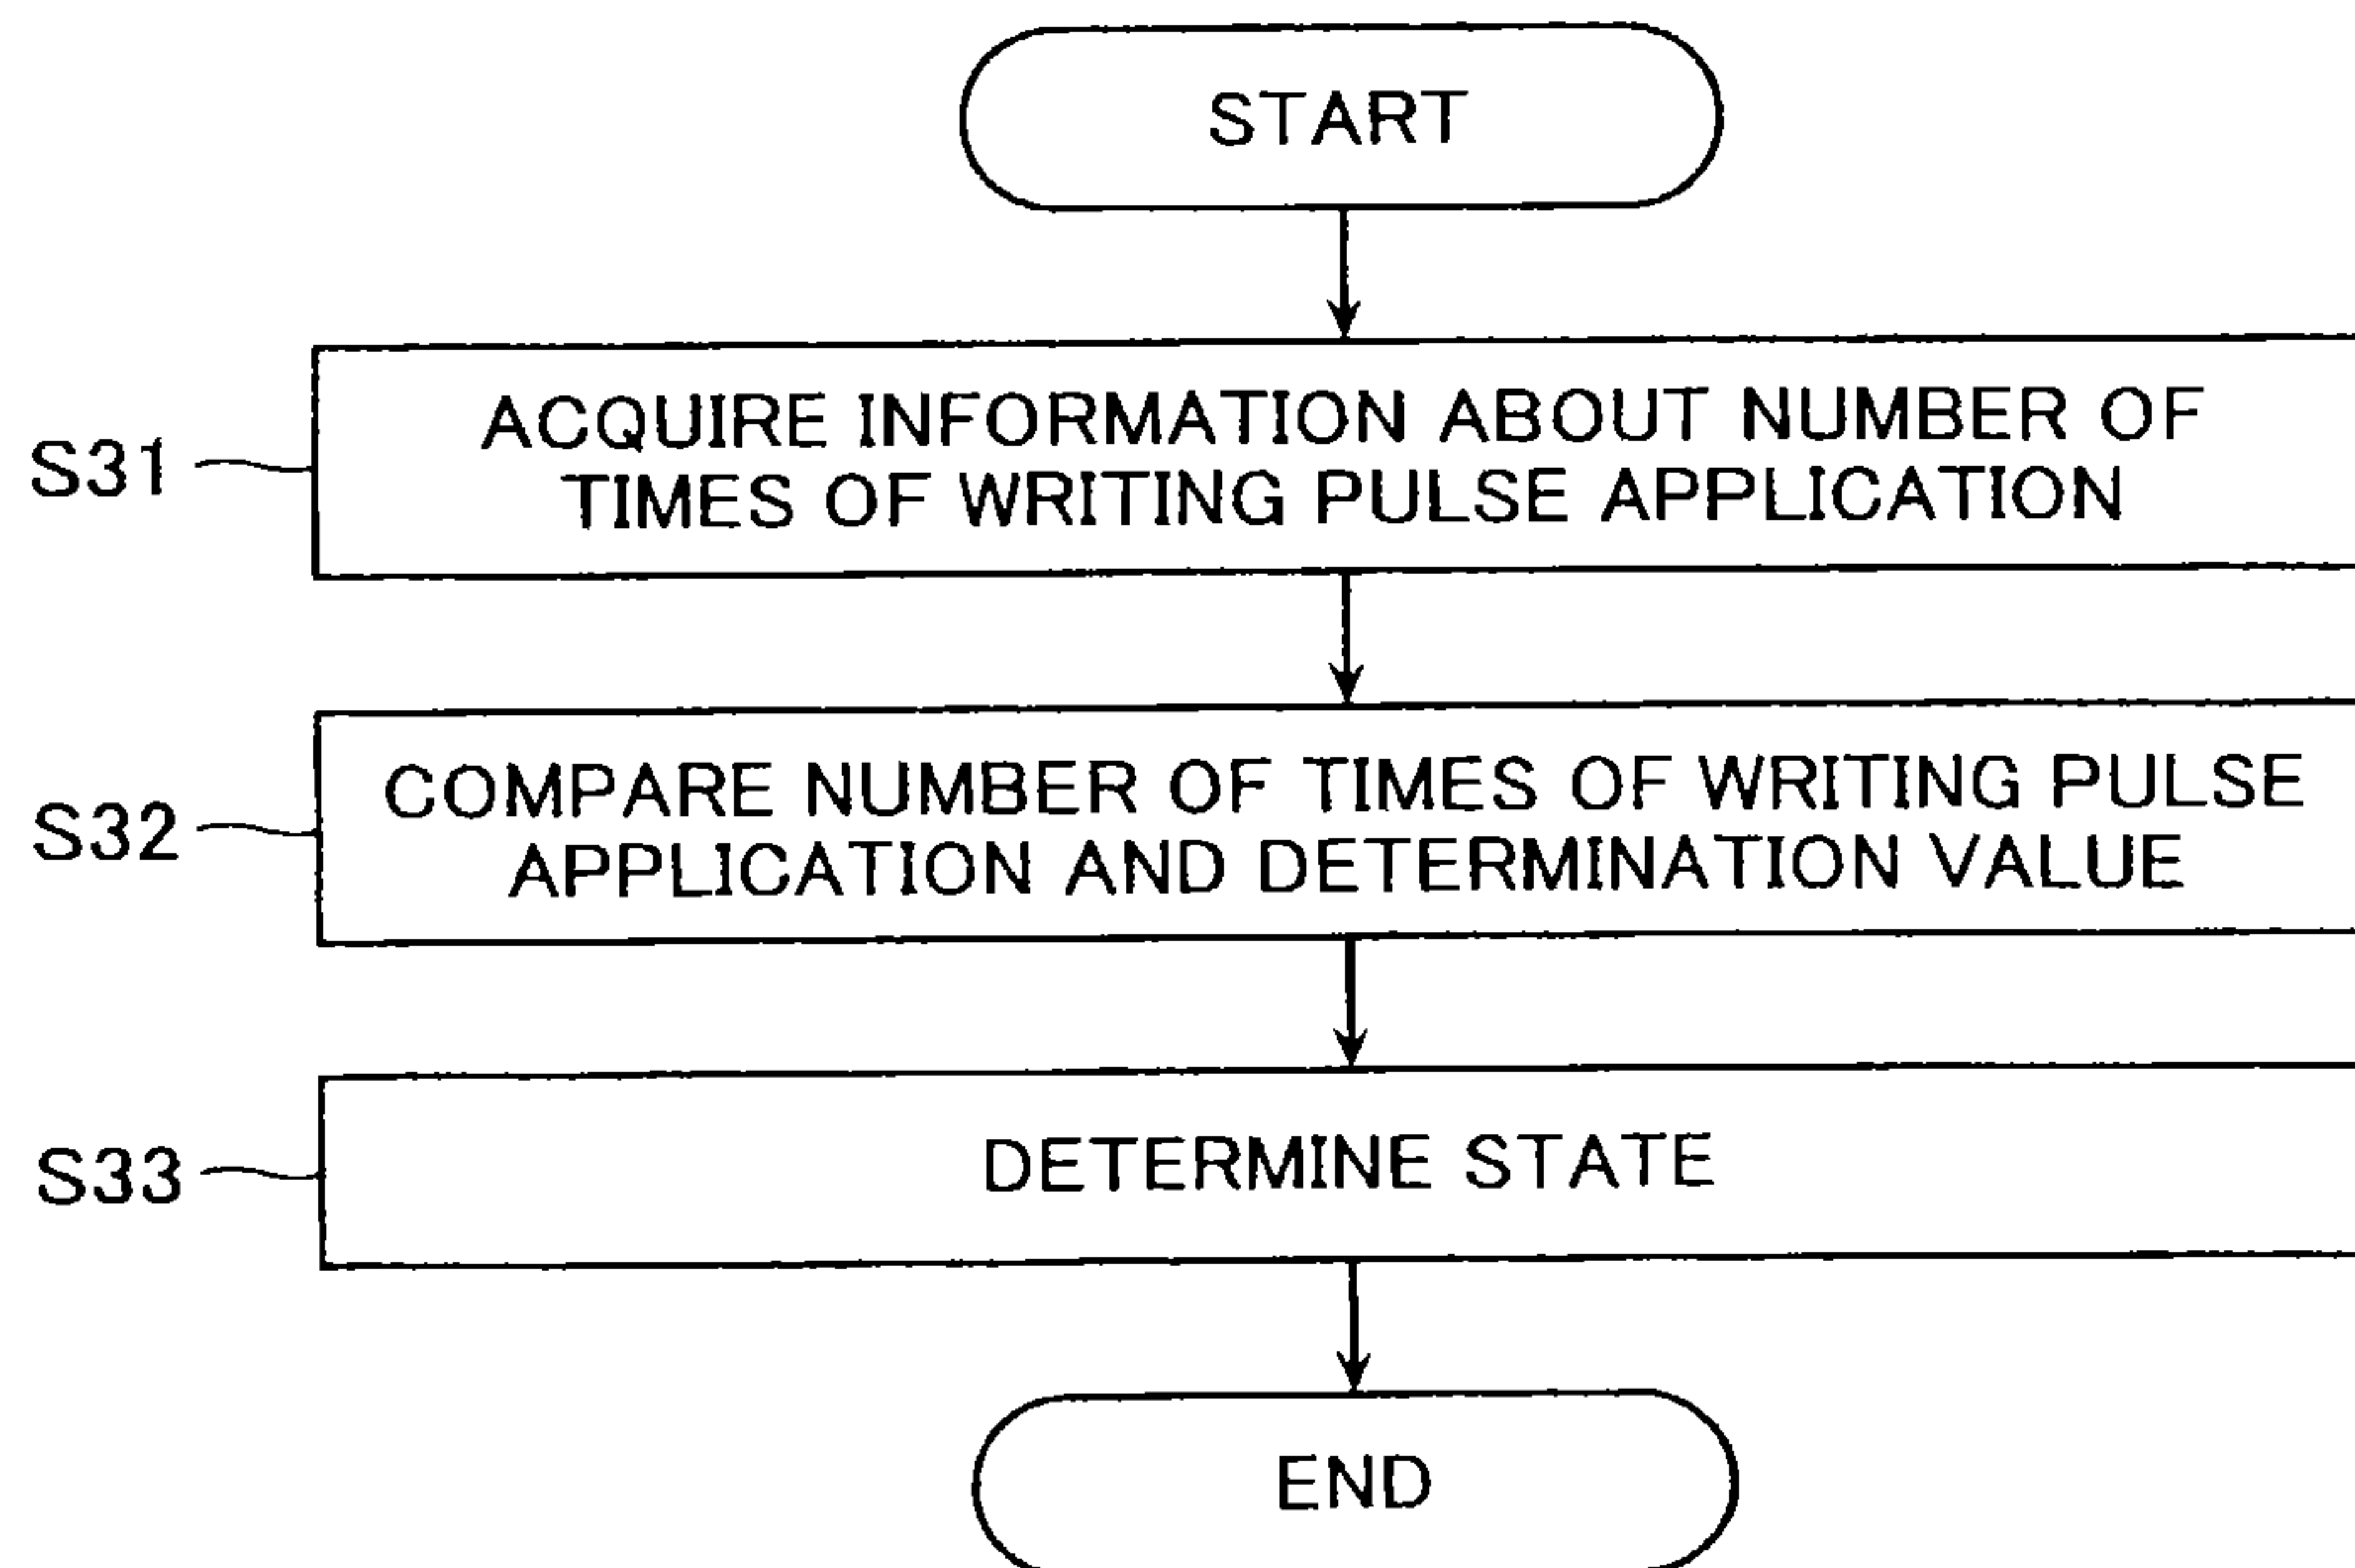 START
S31
ACQUIRE INFORMATION ABOUT NUMBER OF
TIMES OF WRITING PULSE APPLICATION
S32
COMPARE NUMBER OF TIMES OF WRITING PULSE
APPLICATION AND DETERMINATION VALUE
S33
DETERMINE STATE
END